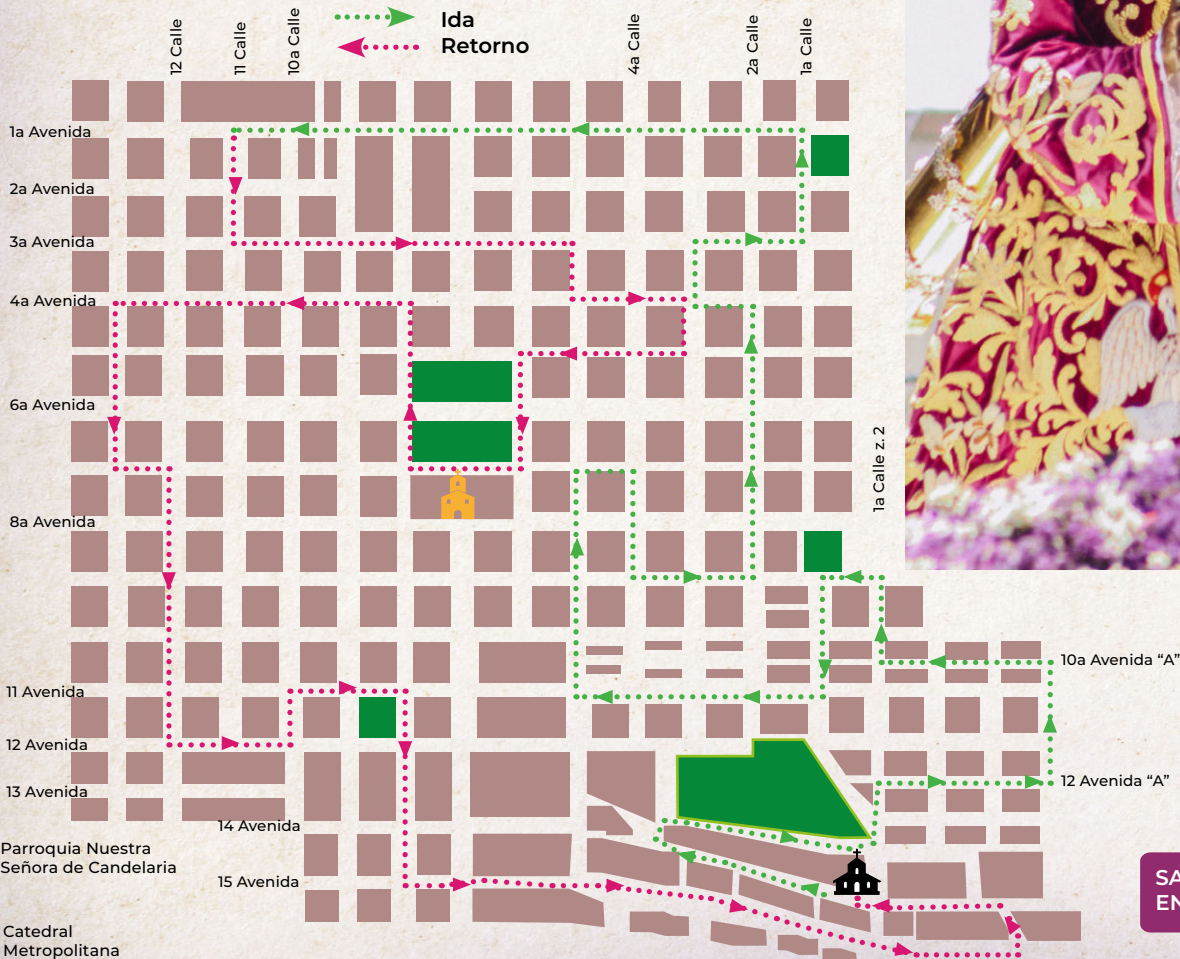 Ida
Retorno
12 Calle
11 Calle
10a Calle
4a Calle
2a Calle
1a Calle
1a Avenida
2a Avenida
3a Avenida
4a Avenida
6a Avenida
1a Calle z. 2
8a Avenida
10a Avenida “A”
11 Avenida
12 Avenida
12 Avenida “A”
13 Avenida
14 Avenida
Parroquia Nuestra
Señora de Candelaria
15 Avenida
SA
EN
Catedral
Metropolitana